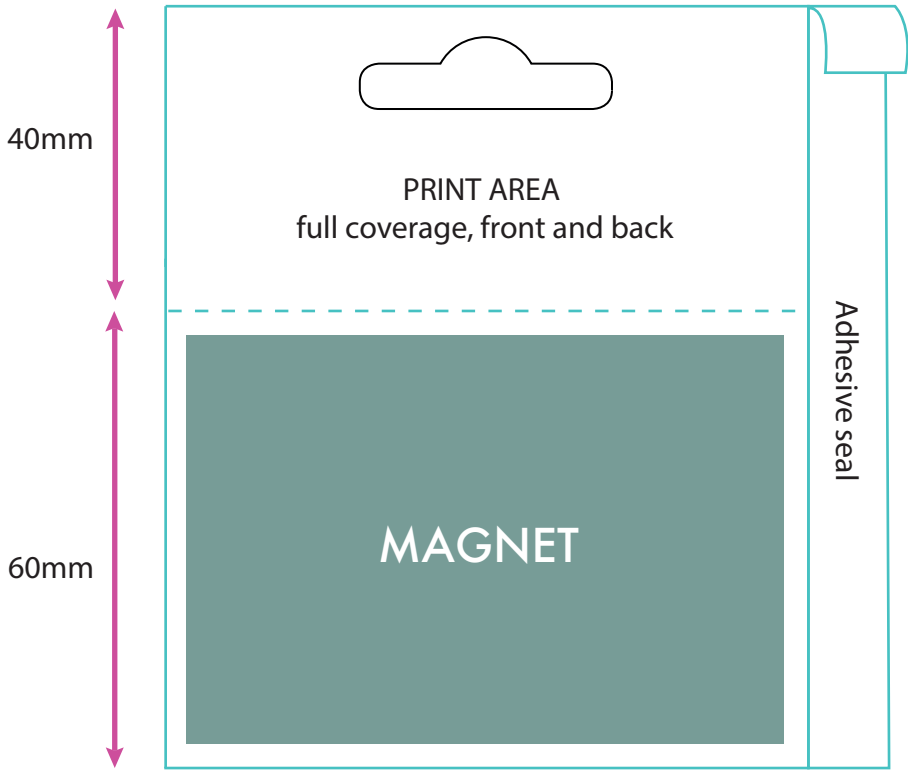 40mm
PRINT AREA
full coverage, front and back
Adhesive seal
60mm
MAGNET